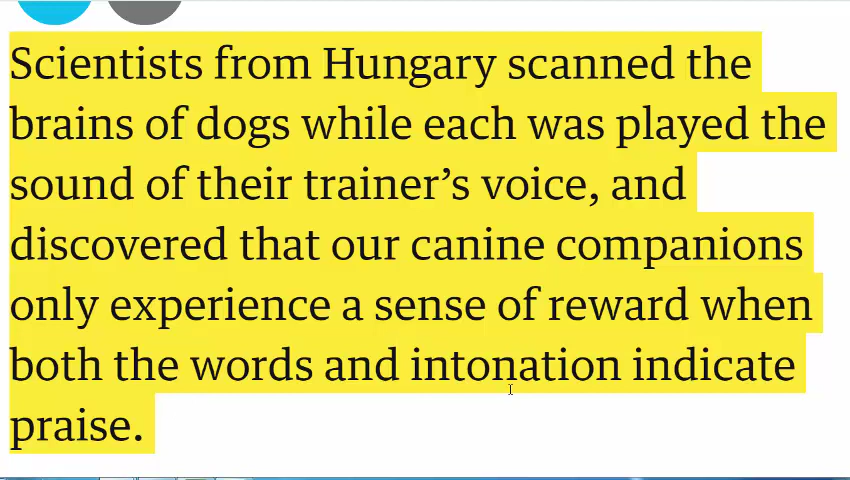 Scientists from Hungary scanned the
brains of dogs while each was played the
sound of their trainer’s voice, and
discovered that our canine companions
only experience a sense of reward when
both the words and intonation indicate
praise.